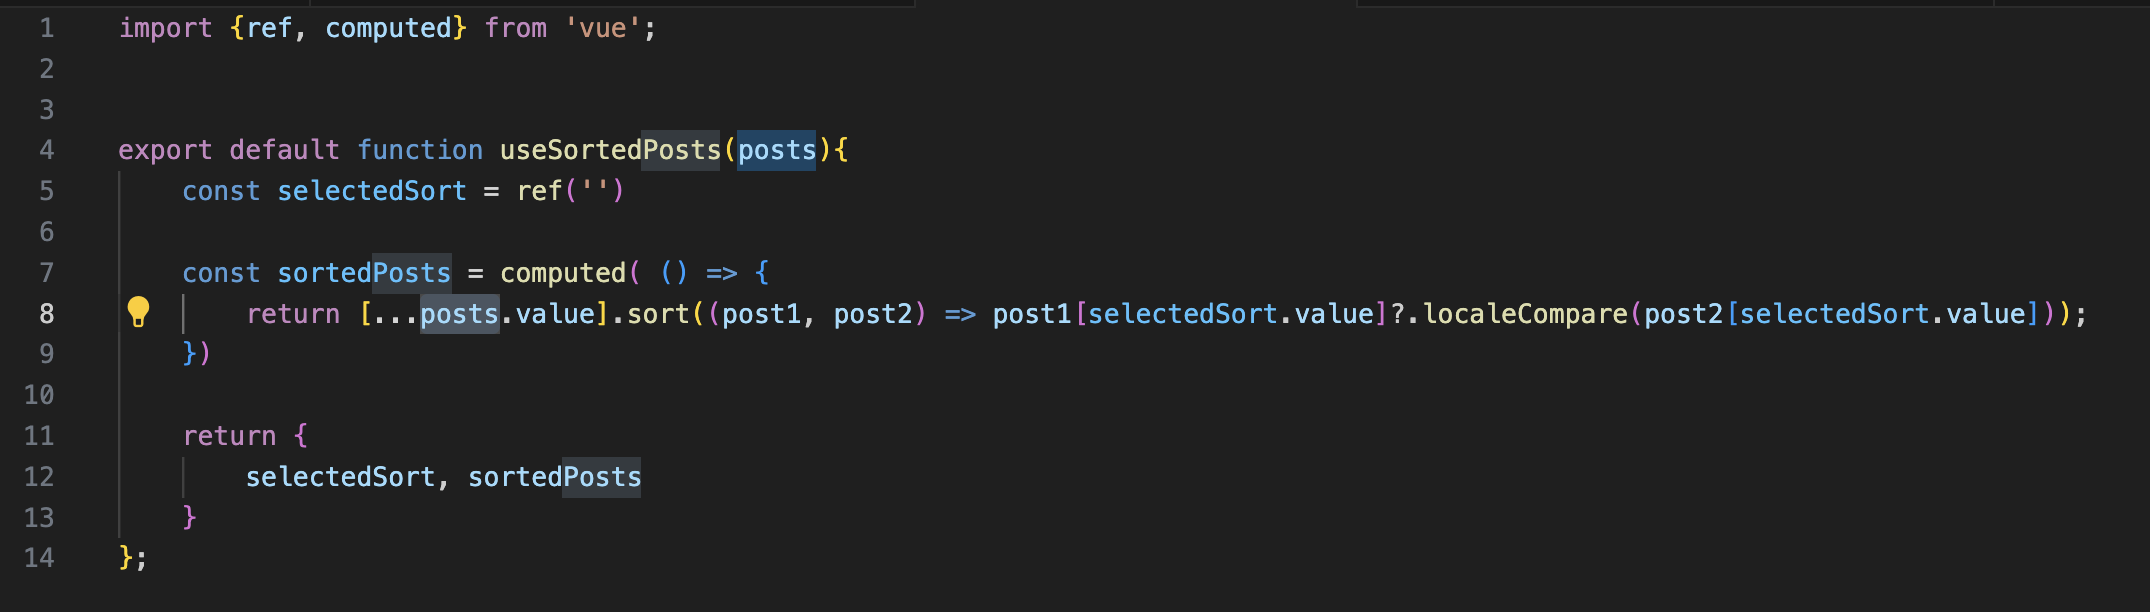 1 import {ref, computed} from 'vue';
2
3
4 export default function useSortedPosts(posts){
5 const selectedSort = ref('')
6
7 const sortedPosts = computed( () => {
8 return [...posts.value].sort((post1, post2) => post1[selectedSort.value]?.localeCompare(post2[selectedSort.value]));
9 })
10
11 return {
12 selectedSort, sortedPosts
13 }
14 };